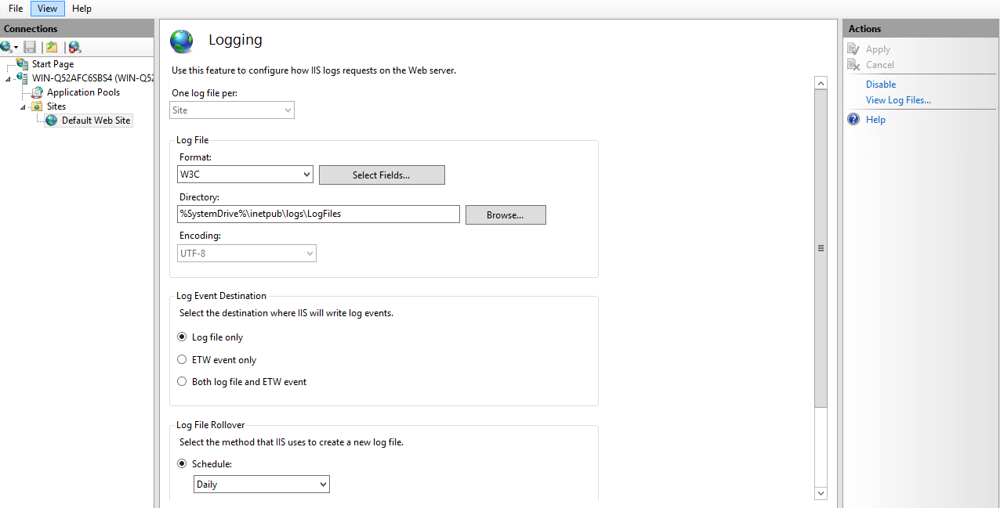 File View Help
Connections
Start Page
WIN-Q52AFC6SBS4 (WIN-Q52
Application Pools
Sites
Default Web Site
Logging
Use this feature to configure how IIS logs requests on the Web server.
One log file per:
Site
Log File
Format:
W3C
Select Fields...
Directory:
%SystemDrive%\inetpub\logs\LogFiles
Browse...
Encoding:
UTF-8
Log Event Destination
Select the destination where IIS will write log events.
Log file only
ETW event only
Both log file and ETW event
Log File Rollover
Select the method that IIS uses to create a new log file.
Schedule:
Daily
Actions
Apply
Cancel
Disable
View Log Files...
Help